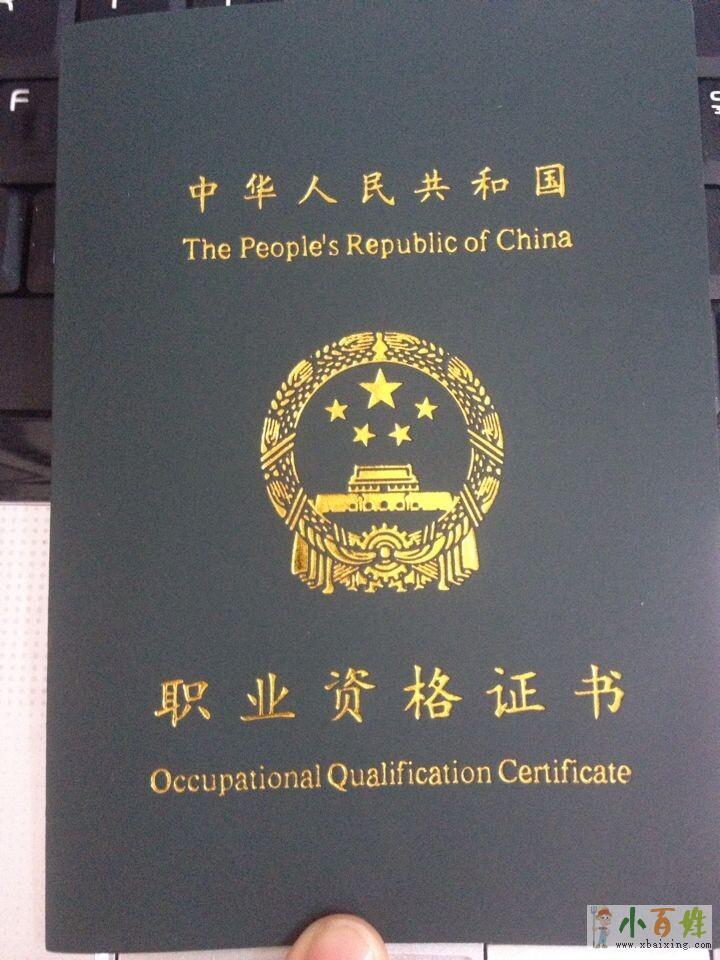 F
中华人民共和国
The People's Republic of China
职业资格证书
Occupational Qualification Certificate
小百姓
www.xbaixing.com